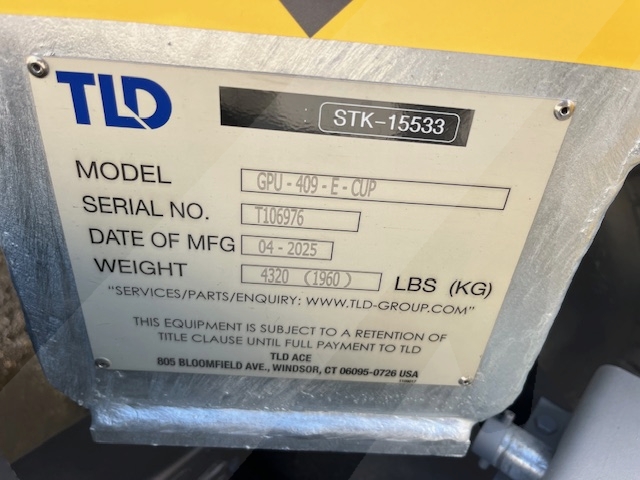 TLD
STK-15533
MODEL GPU - 409 - E - CUP
SERIAL NO. T106976
DATE OF MFG 04 - 2025
WEIGHT 4320 (1960) LBS (KG)
"SERVICES/PARTS/ENQUIRY: WWW.TLD-GROUP.COM"
THIS EQUIPMENT IS SUBJECT TO A RETENTION OF
TITLE CLAUSE UNTIL FULL PAYMENT TO TLD
TLD ACE
805 BLOOMFIELD AVE., WINDSOR, CT 06095-0726 USA